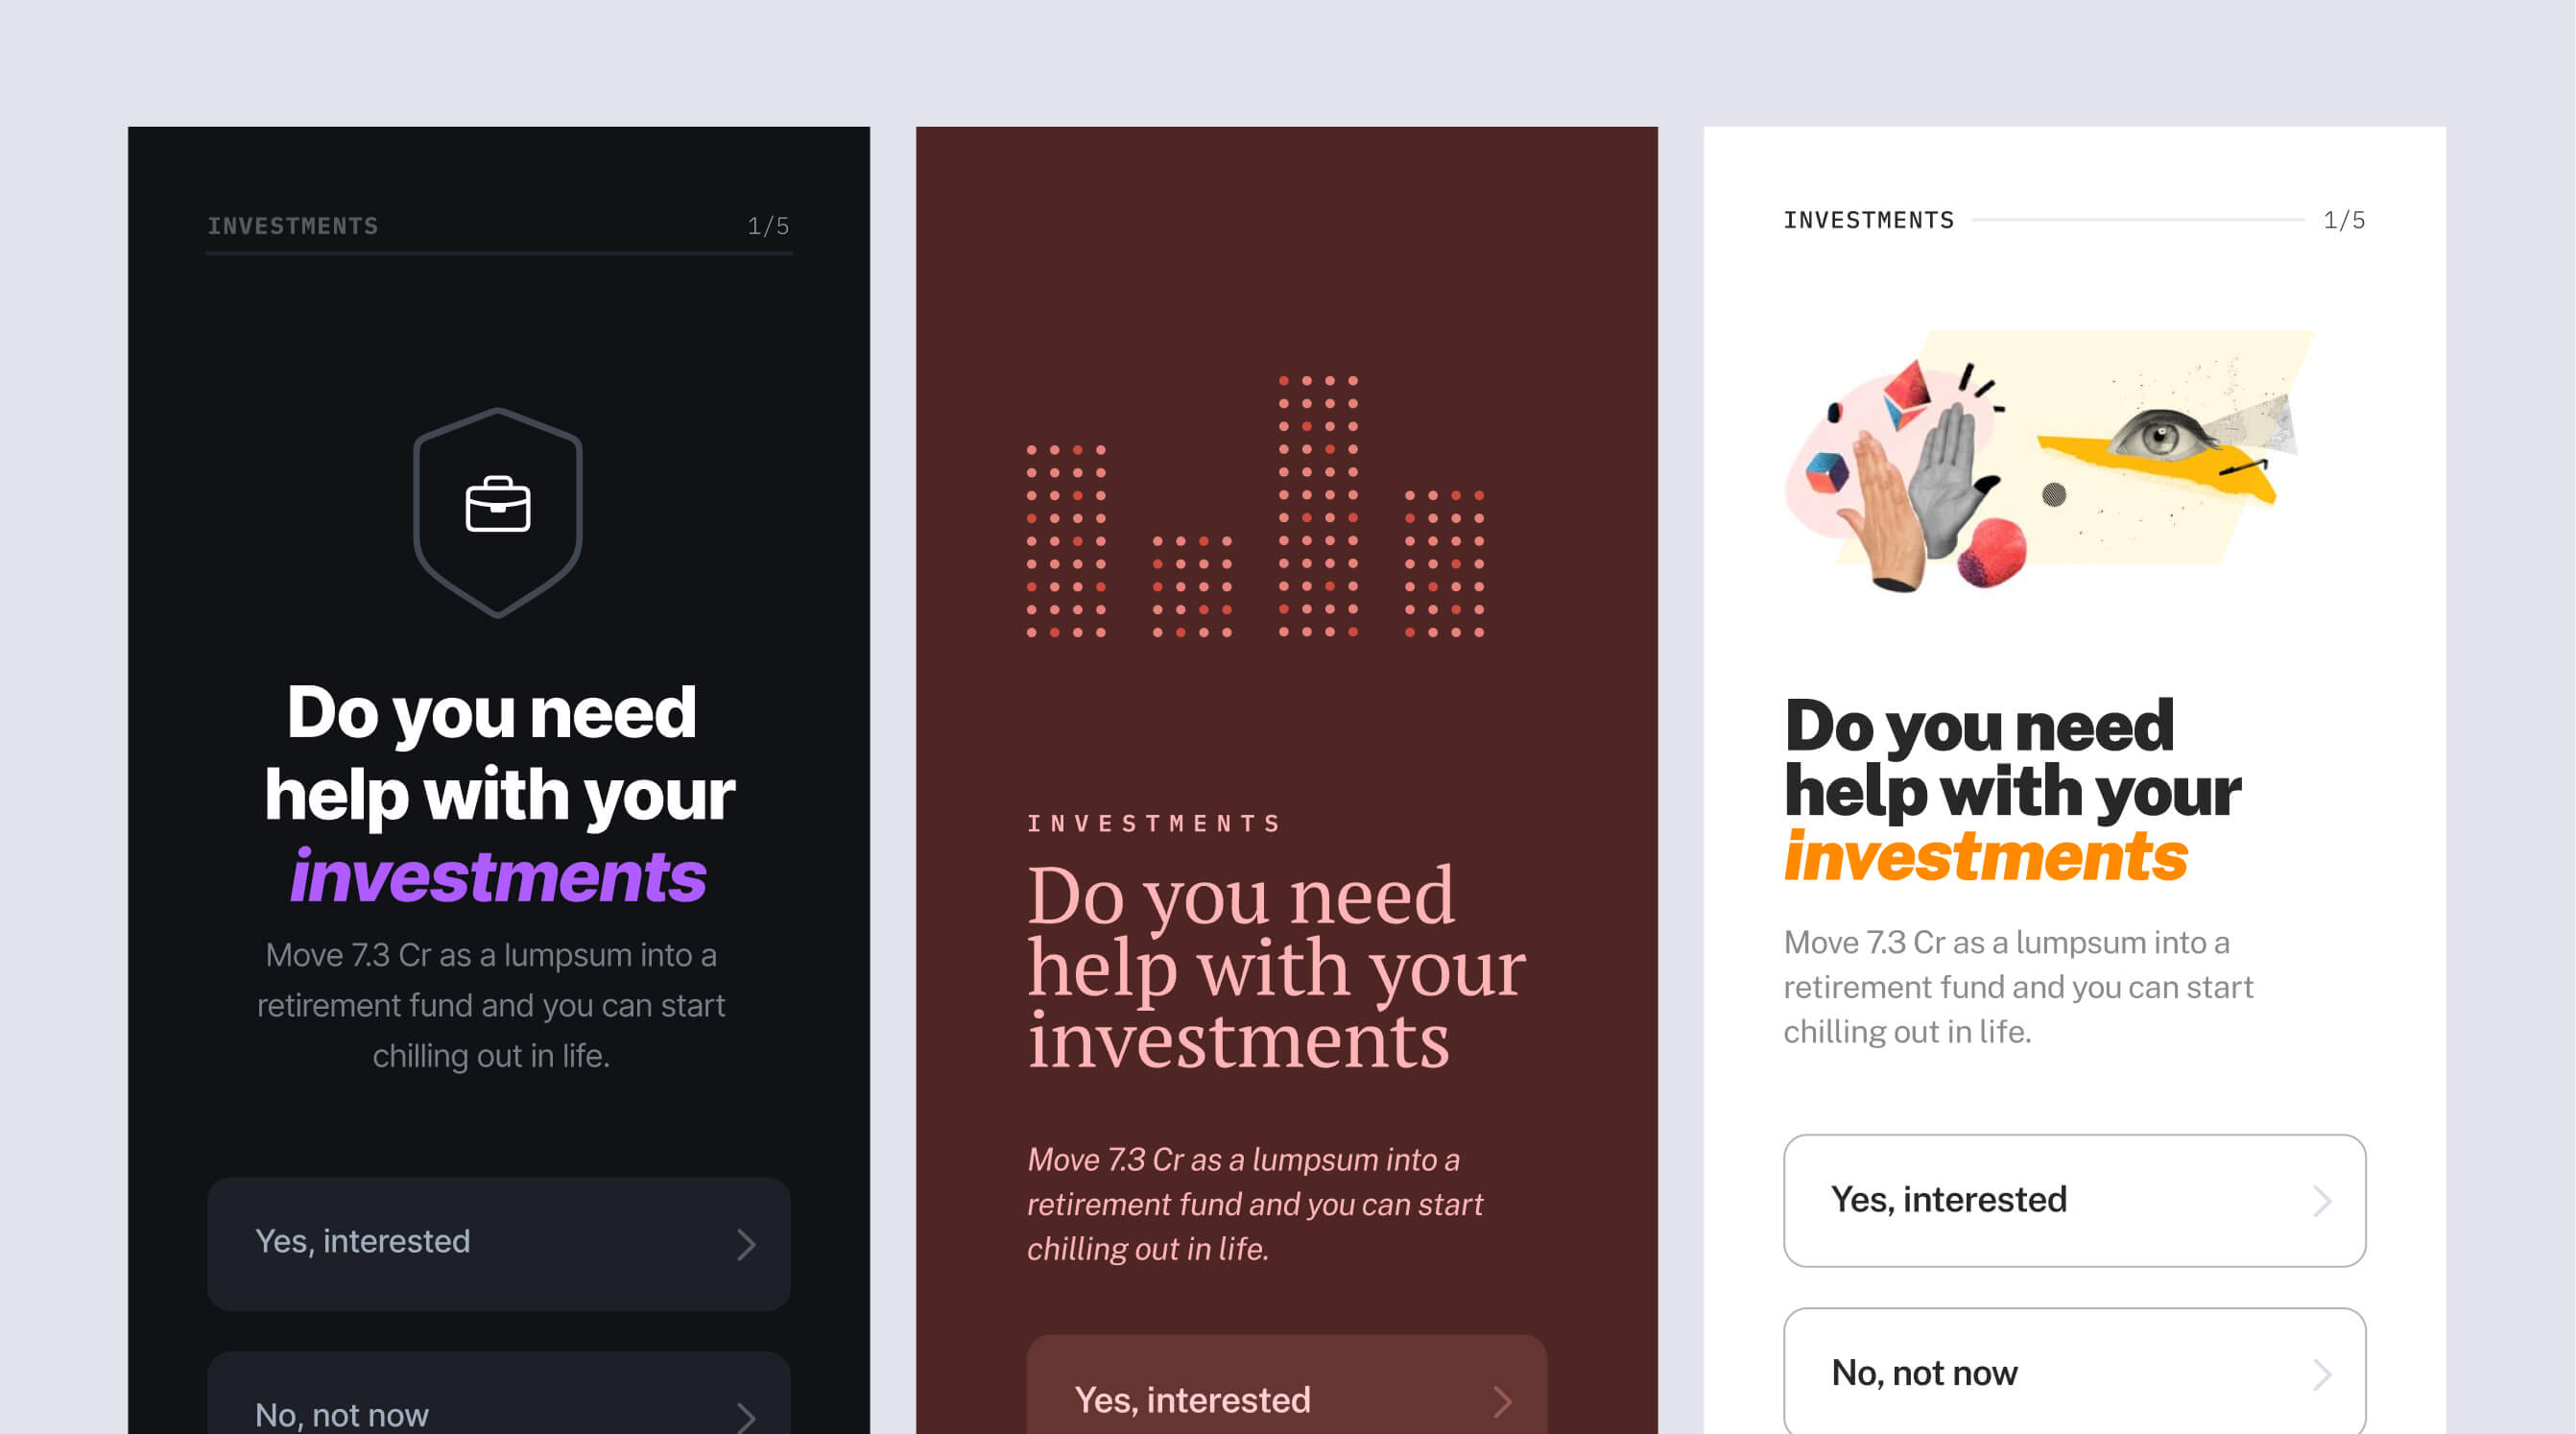 INVESTMENTS 1/5
Do you need
help with your
investments
Move 7.3 Cr as a lumpsum into a
retirement fund and you can start
chilling out in life.
Yes, interested
No, not now
INVESTMENTS
Do you need
help with your
investments
Move 7.3 Cr as a lumpsum into a
retirement fund and you can start
chilling out in life.
Yes, interested
INVESTMENTS 1/5
Do you need
help with your
investments
Move 7.3 Cr as a lumpsum into a
retirement fund and you can start
chilling out in life.
Yes, interested
No, not now